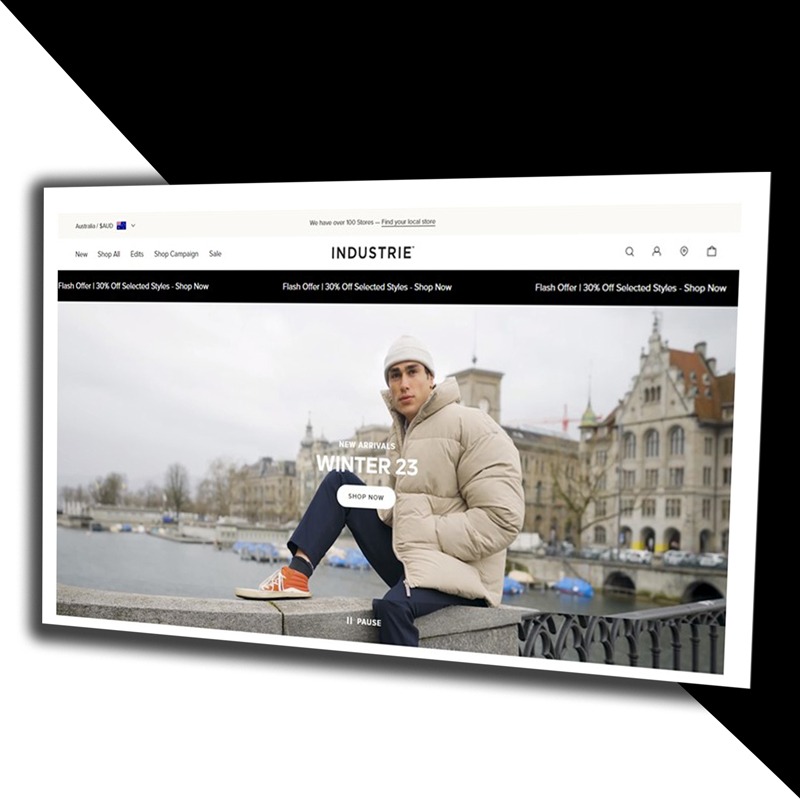 Australia / $AUD
We have over 100 Stores — Find your local store
New Shop All Edits Shop Campaign Sale
INDUSTRIE
Flash Offer | 30% Off Selected Styles - Shop Now Flash Offer | 30% Off Selected Styles - Shop Now Flash Offer | 30% Off Selected Styles - Shop Now
NEW ARRIVALS
WINTER 23
SHOP NOW
PAUSE